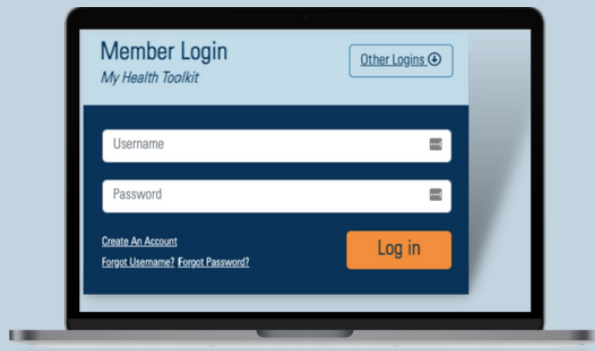 Member Login
Other Logins
My Health Toolkit
Username
Password
Create An Account
Log in
Forgot Username? Forgot Password?